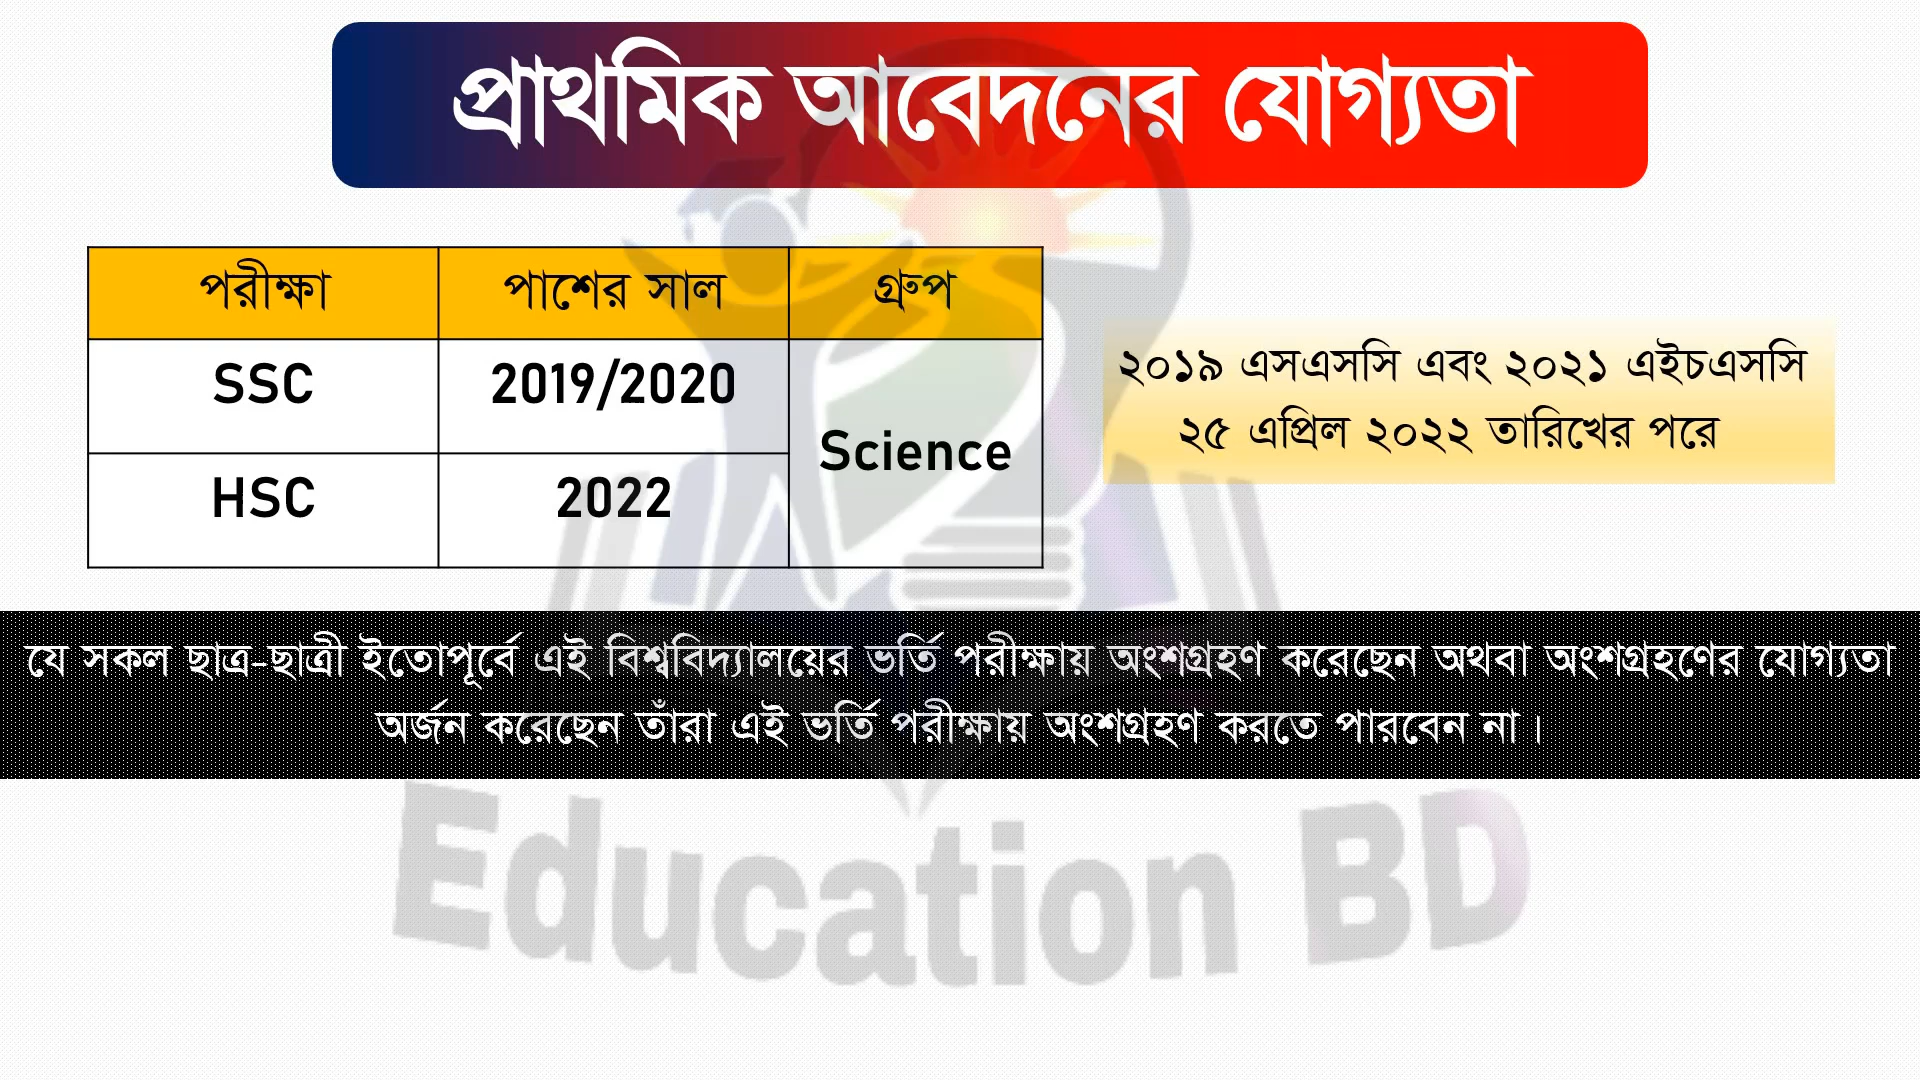 প্রাথমিক আবেদনের যোগ্যতা
পরীক্ষা পাশের সাল গ্রুপ
SSC 2019/2020
Science
HSC 2022
২০১৯ এসএসসি এবং ২০২১ এইচএসসি
২৫ এপ্রিল ২০২২ তারিখের পরে
যে সকল ছাত্র-ছাত্রী ইতোপূর্বে এই বিশ্ববিদ্যালয়ের ভর্তি পরীক্ষায় অংশগ্রহণ করেছেন অথবা অংশগ্রহণের যোগ্যতা
অর্জন করেছেন তাঁরা এই ভর্তি পরীক্ষায় অংশগ্রহণ করতে পারবেন না।
Education BD